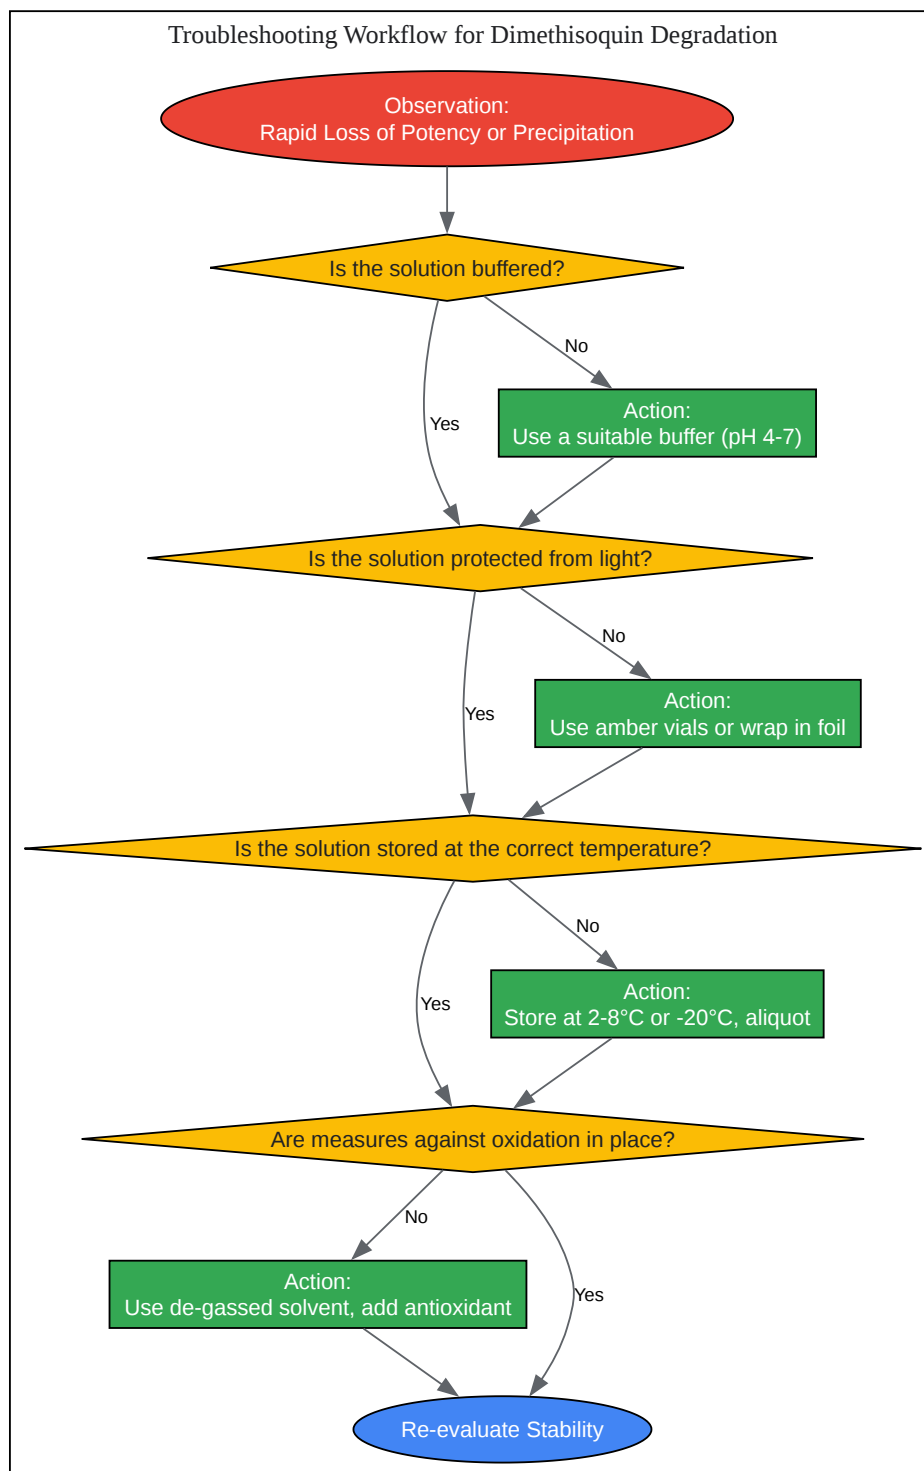 Troubleshooting Workflow for Dimethisoquin Degradation
Observation:
Rapid Loss of Potency or Precipitation
Is the solution buffered?
No
Action:
Use a suitable buffer (pH 4-7)
Yes
Is the solution protected from light?
No
Action:
Use amber vials or wrap in foil
Yes
Is the solution stored at the correct temperature?
No
Action:
Store at 2-8°C or -20°C, aliquot
Yes
Are measures against oxidation in place?
No
Action:
Use de-gassed solvent, add antioxidant
Yes
Re-evaluate Stability